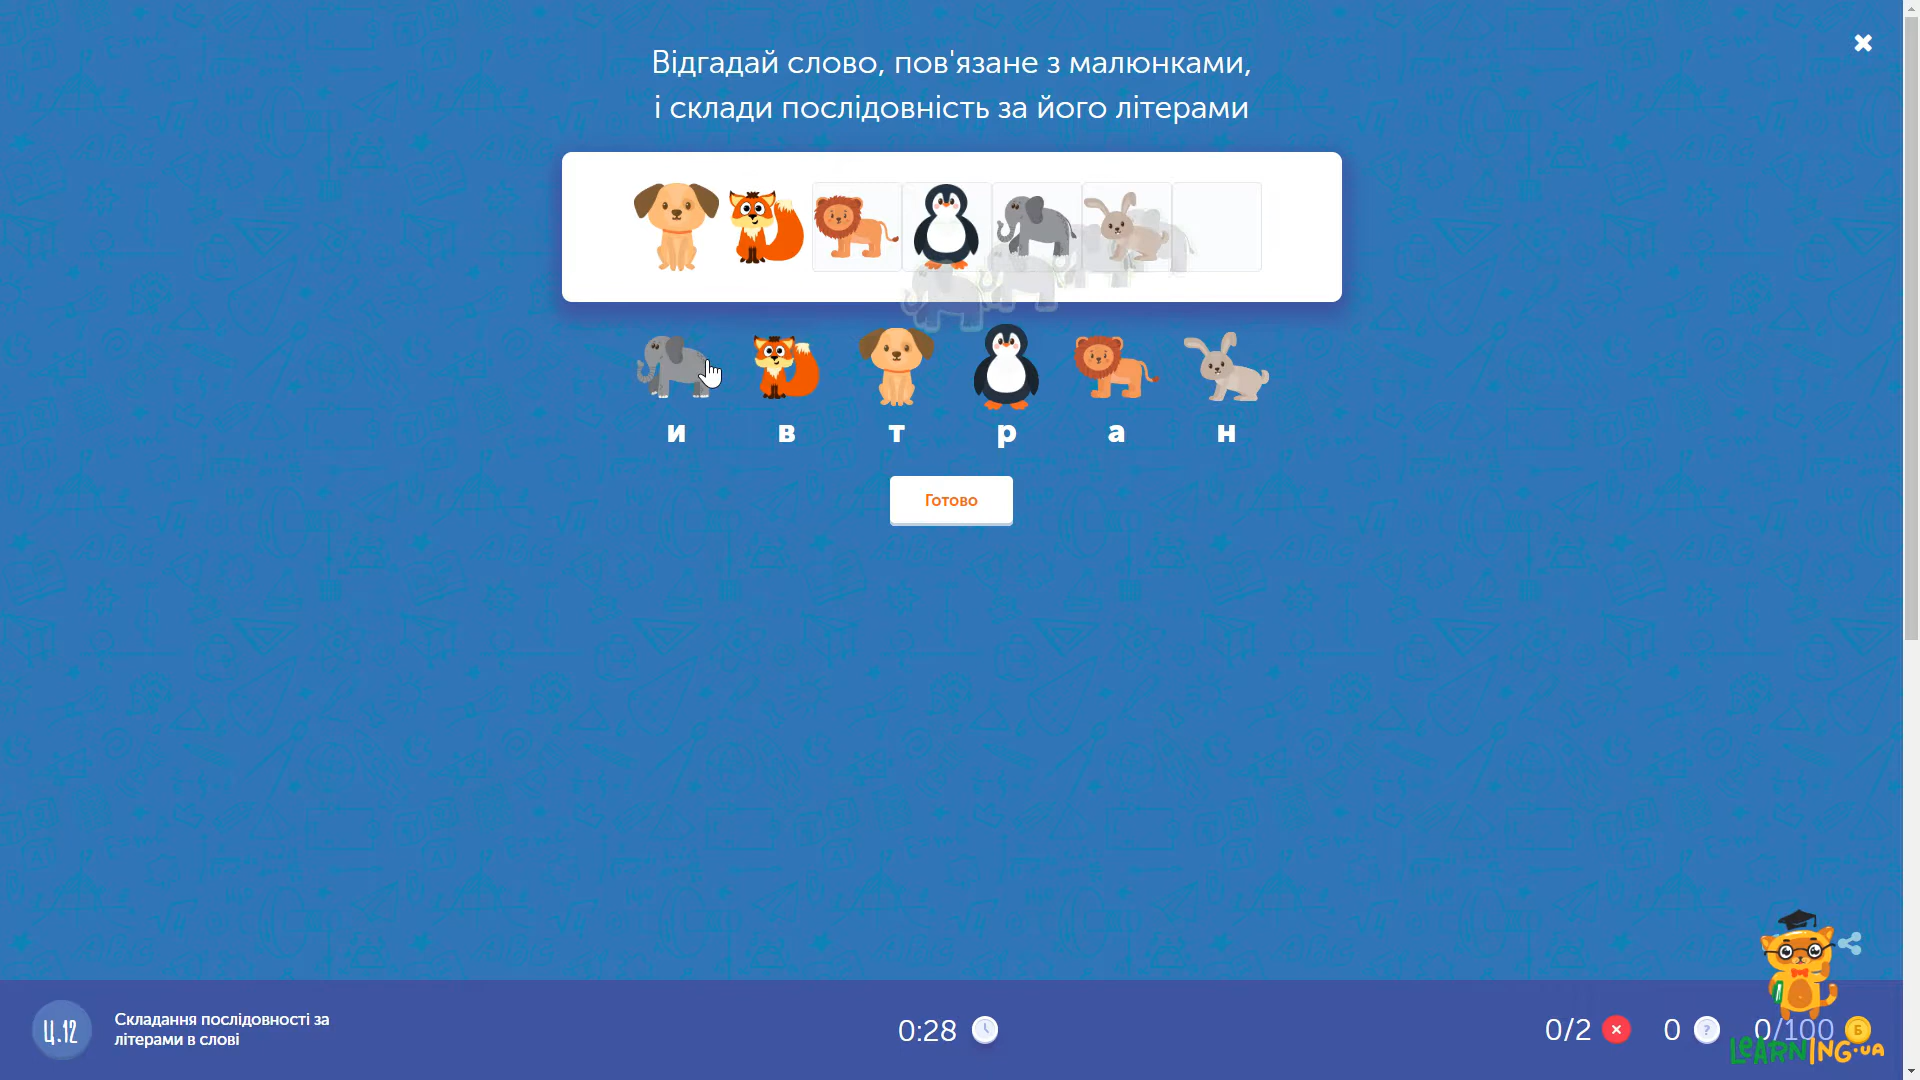 Відгадай слово, пов'язане з малюнками,
і склади послідовність за його літерами
и в т р а н
Готово
Ц.12
Складання послідовності за
літерами в слові
0:28
0/2
0 ?
0/100 Б
LEARNING.UA